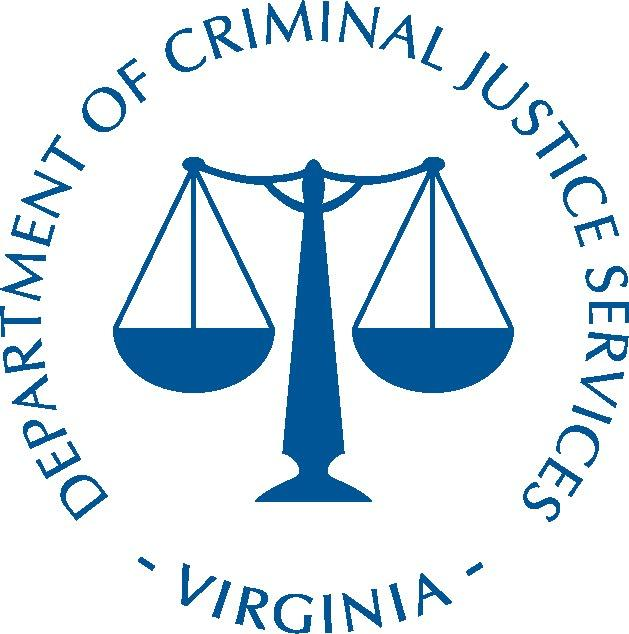 DEPARTMENT OF CRIMINAL JUSTICE SERVICES
- VIRGINIA -